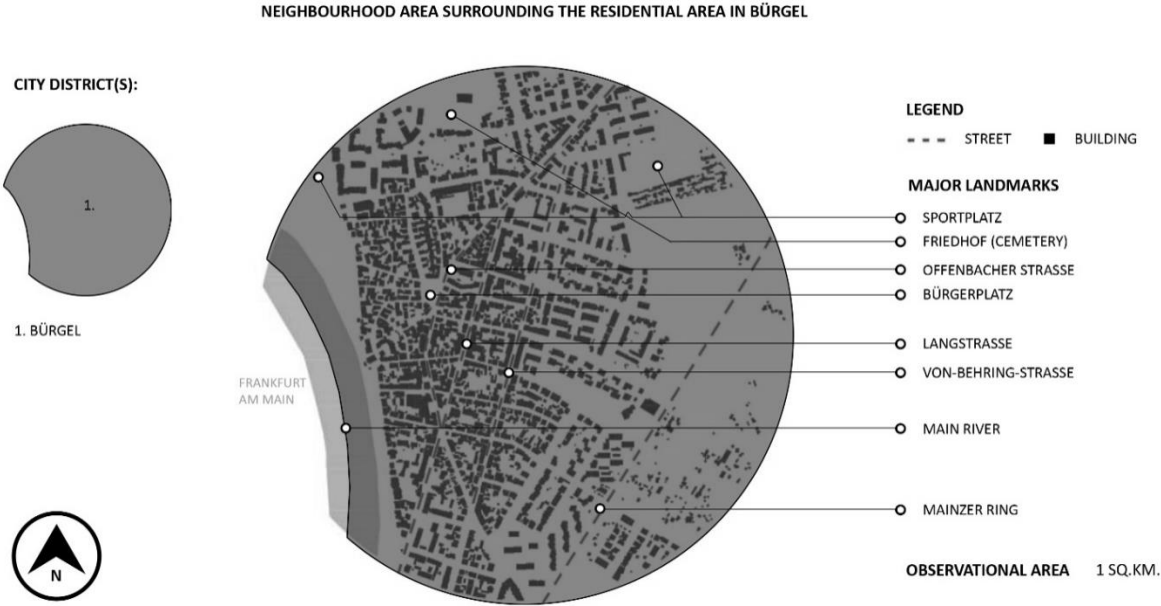 NEIGHBOURHOOD AREA SURROUNDING THE RESIDENTIAL AREA IN BÜRGEL
CITY DISTRICT(S):
1.
1. BÜRGEL
FRANKFURT
AM MAIN
N
LEGEND
STREET
BUILDING
MAJOR LANDMARKS
SPORTPLATZ
FRIEDHOF (CEMETERY)
OFFENBACHER STRASSE
BÜRGERPLATZ
LANGSTRASSE
VON-BEHRING-STRASSE
MAIN RIVER
MAINZER RING
OBSERVATIONAL AREA 1 SQ.KM.